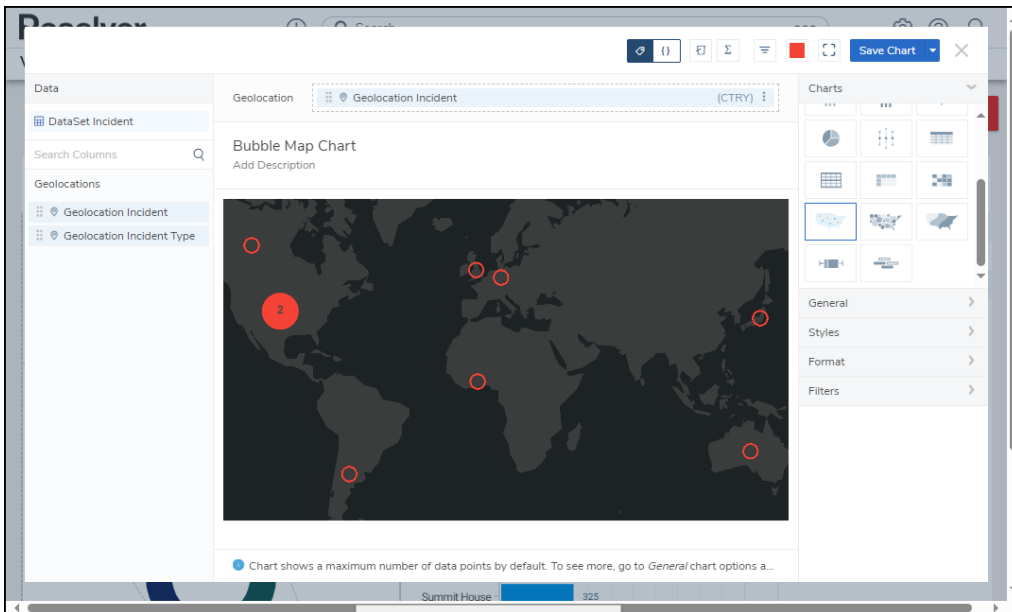 Resolver
Search
{}
Σ
Save Chart
Data
DataSet Incident
Search Columns
Geolocations
Geolocation Incident
Geolocation Incident Type
Geolocation
Geolocation Incident
(CTRY)
Bubble Map Chart
Add Description
2
Chart shows a maximum number of data points by default. To see more, go to General chart options a...
Charts
General
Styles
Format
Filters
Summit House
325